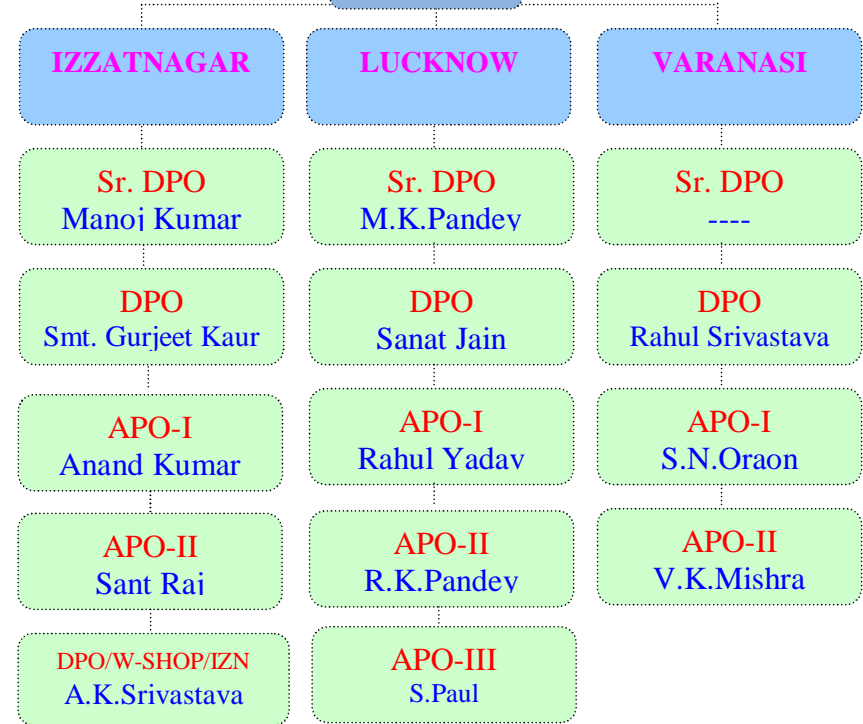 IZZATNAGAR
Sr. DPO
Manoj Kumar
DPO
Smt. Gurjeet Kaur
APO-I
Anand Kumar
APO-II
Sant Raj
DPO/W-SHOP/IZN
A.K.Srivastava
LUCKNOW
Sr. DPO
M.K.Pandey
DPO
Sanat Jain
APO-I
Rahul Yadav
APO-II
R.K.Pandey
APO-III
S.Paul
VARANASI
Sr. DPO
----
DPO
Rahul Srivastava
APO-I
S.N.Oraon
APO-II
V.K.Mishra